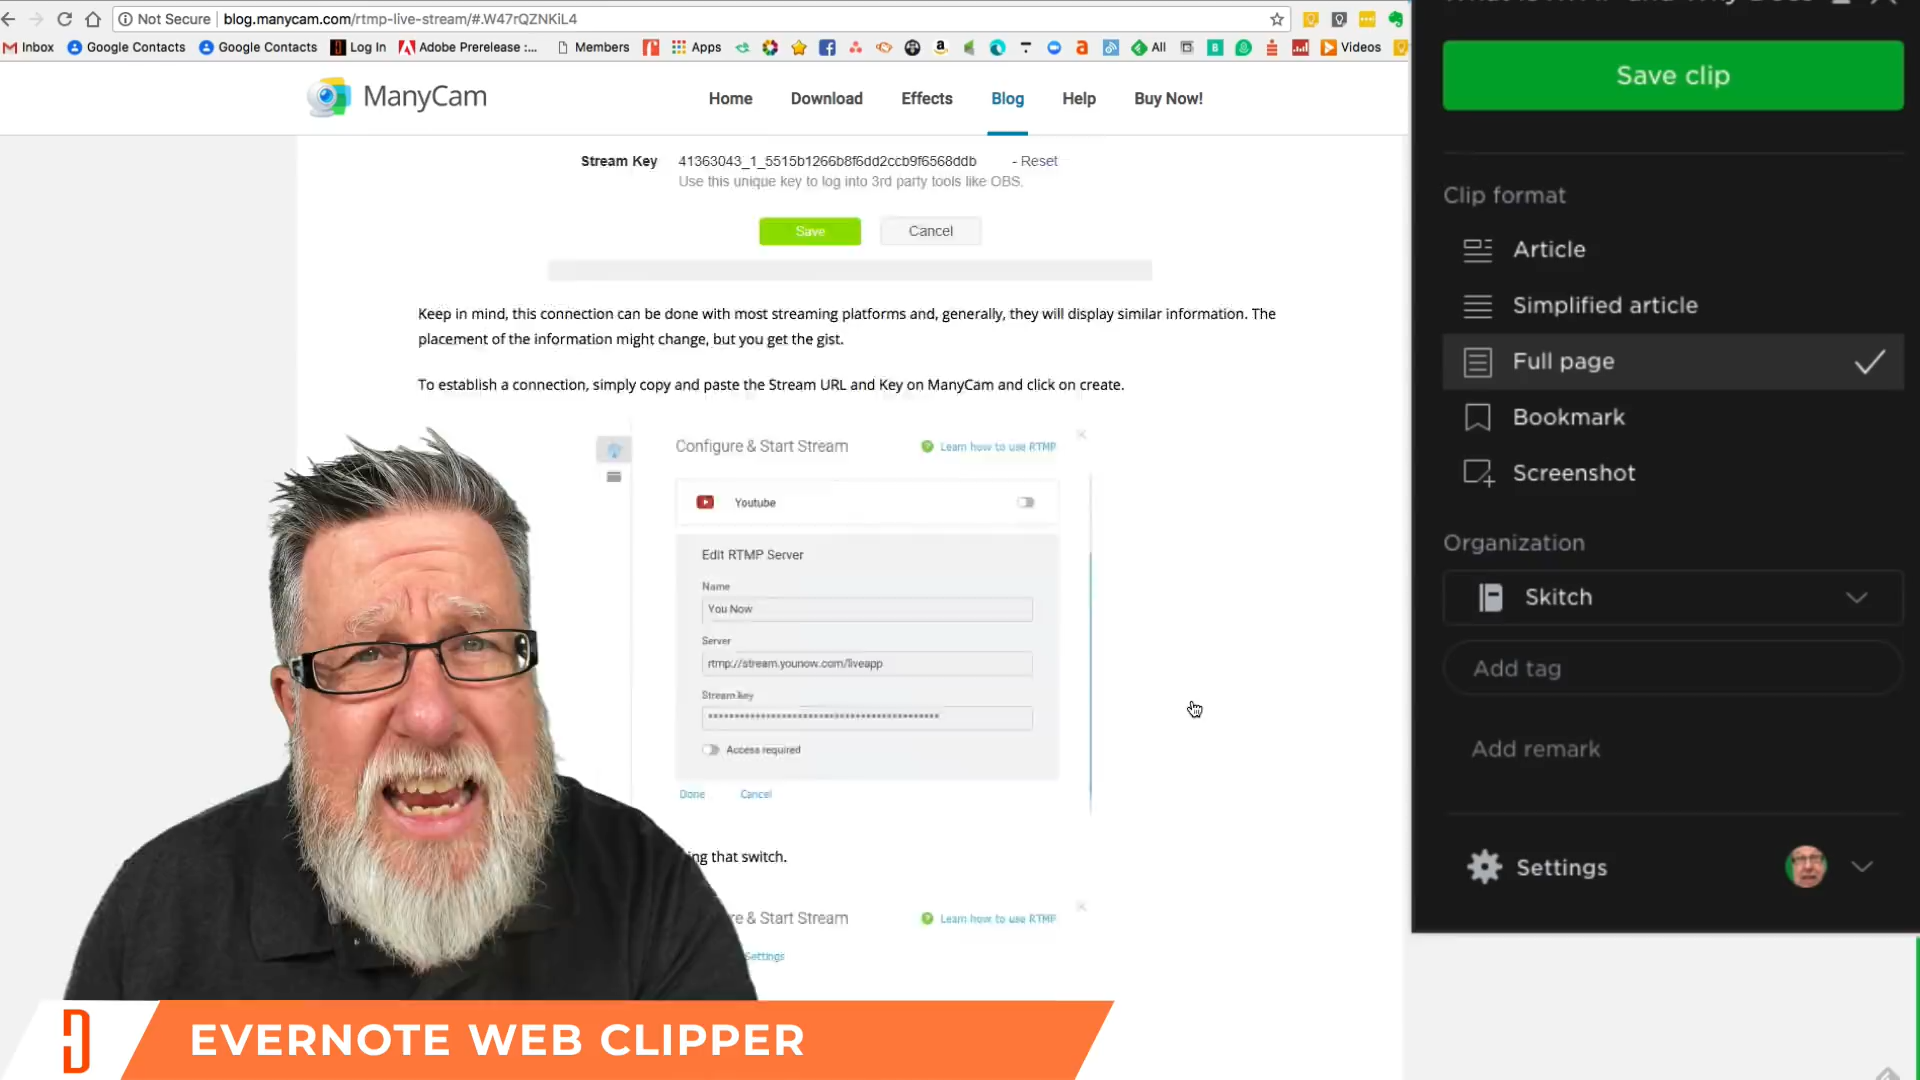 Not Secure
blog.manycam.com/rtmp-live-stream/#.W47rQZNKiL4
Inbox
Google Contacts
Google Contacts
Log In
Adobe Prerelease :...
Members
Apps
All
Videos
ManyCam
Home
Download
Effects
Blog
Help
Buy Now!
Stream Key
41363043_1_5515b1266b8f6dd2ccb9f6568ddb
- Reset
Use this unique key to log into 3rd party tools like OBS.
Save
Cancel
Keep in mind, this connection can be done with most streaming platforms and, generally, they will display similar information. The
placement of the information might change, but you get the gist.
To establish a connection, simply copy and paste the Stream URL and Key on ManyCam and click on create.
Configure & Start Stream
Learn how to use RTMP
Youtube
Edit RTMP Server
Name
You Now
Server
rtmp://stream.younow.com/liveapp
Stream key
Access required
Done
Cancel
ing that switch.
re & Start Stream
Learn how to use RTMP
Settings
Save clip
Clip format
Article
Simplified article
Full page
Bookmark
Screenshot
Organization
Skitch
Add tag
Add remark
Settings
EVERNOTE WEB CLIPPER